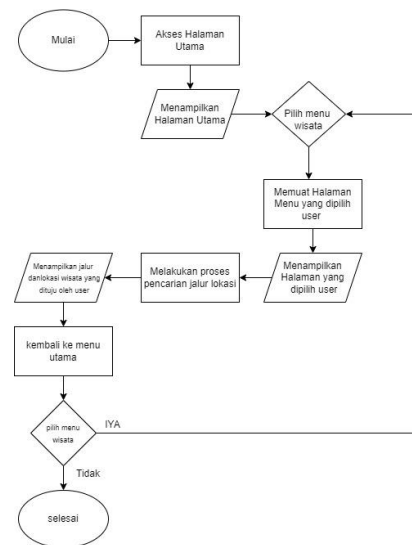 Mulai
Akses Halaman
Utama
Menampilkan
Halaman Utama
Pilih menu
wisata
Memuat Halaman
Menu yang dipilih
user
Menampilkan
Halaman yang
dipilih user
Melakukan proses
pencarian jalur lokasi
Menampilkan jalur
danlokasi wisata yang
dituju oleh user
kembali ke menu
utama
pilih menu
wisata
IYA
Tidak
selesai